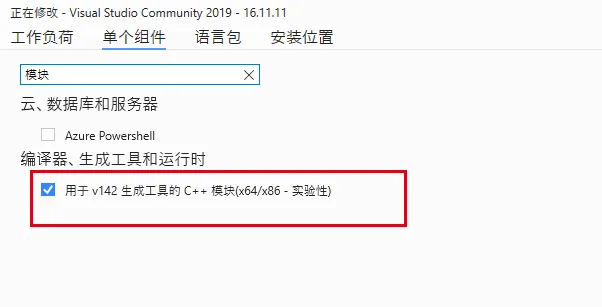 正在修改 - Visual Studio Community 2019 - 16.11.11
工作负荷 单个组件 语言包 安装位置
模块
云、数据库和服务器
Azure Powershell
编译器、生成工具和运行时
用于 v142 生成工具的 C++ 模块(x64/x86 - 实验性)